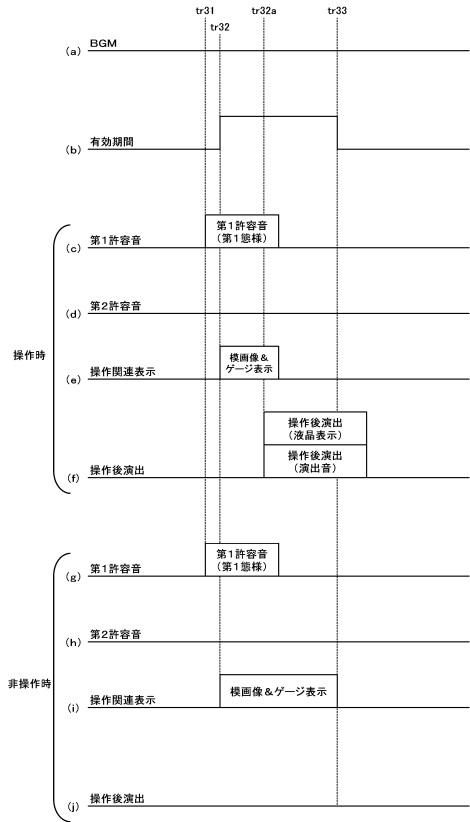 tr31 tr32a tr33
tr32
(a) BGM
(b) 有効期間
操作時
(c) 第1許容音
第1許容音
(第1態様)
(d) 第2許容音
(e) 操作関連表示
模画像&
ゲージ表示
(f) 操作後演出
操作後演出
(液晶表示)
操作後演出
(演出音)
非操作時
(g) 第1許容音
第1許容音
(第1態様)
(h) 第2許容音
(i) 操作関連表示
模画像&ゲージ表示
(j) 操作後演出